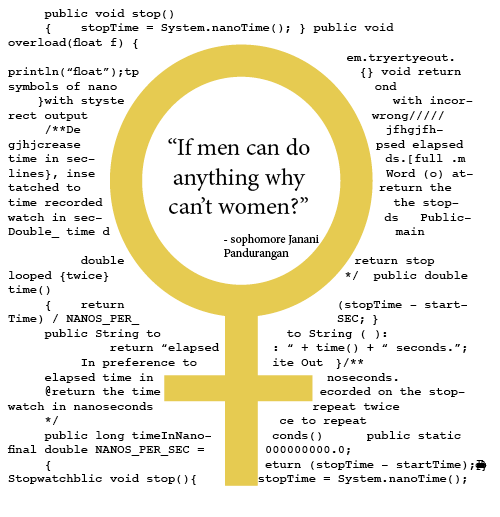 public void stop()
{ stopTime = System.nanoTime(); } public void
overload(float f) {
em.tryertyeout.
println(“float”);tp {} void return
symbols of nano ond
}with styste with incor-
rect output wrong/////
/**De jfhgjfh-
gjhjcrease psed elapsed
time in sec- ds.[full .m
lines}, inse Word (o) at-
tatched to return the
time recorded the stop-
watch in sec- ds Public-
Double_ time d main
“If men can do
anything why
can’t women?”
- sophomore Janani
Pandurangan
double return stop
looped {twice} */ public double
time()
{ return (stopTime - start-
Time) / NANOS_PER_ SEC; }
public String to to String ( ):
return “elapsed : “ + time() + “ seconds.”;
In preference to ite Out }/**
elapsed time in noseconds.
@return the time ecorded on the stop-
watch in nanoseconds repeat twice
*/ ce to repeat
public long timeInNano- conds() public static
final double NANOS_PER_SEC = 000000000.0;
{ eturn (stopTime - startTime);
Stopwatchblic void stop(){ stopTime = System.nanoTime();